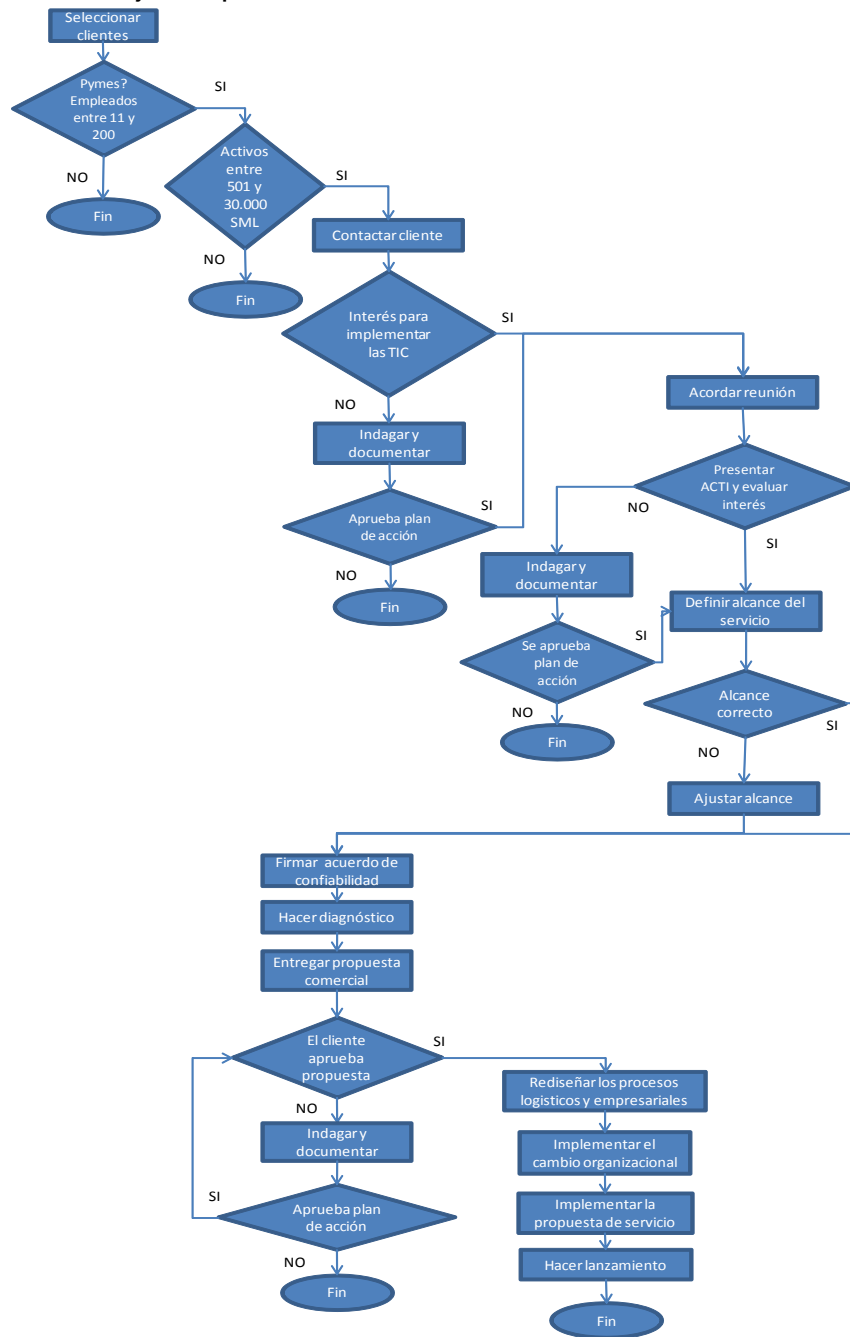 Seleccionar
clientes
Pymes?
Empleados
entre 11 y
200
SI
NO
Fin
Activos
entre
501 y
30.000
SML
SI
NO
Fin
Contactar cliente
Interés para
implementar
las TIC
SI
NO
Indagar y
documentar
Aprueba plan
de acción
SI
NO
Fin
Acordar reunión
Presentar
ACTI y evaluar
interés
NO
SI
Indagar y
documentar
Se aprueba
plan de
acción
SI
NO
Fin
Definir alcance del
servicio
Alcance
correcto
SI
NO
Ajustar alcance
Firmar acuerdo de
confiabilidad
Hacer diagnóstico
Entregar propuesta
comercial
El cliente
aprueba
propuesta
SI
NO
Indagar y
documentar
Aprueba plan
de acción
SI
NO
Fin
Rediseñar los procesos
logisticos y empresariales
Implementar el
cambio organizacional
Implementar la
propuesta de servicio
Hacer lanzamiento
Fin